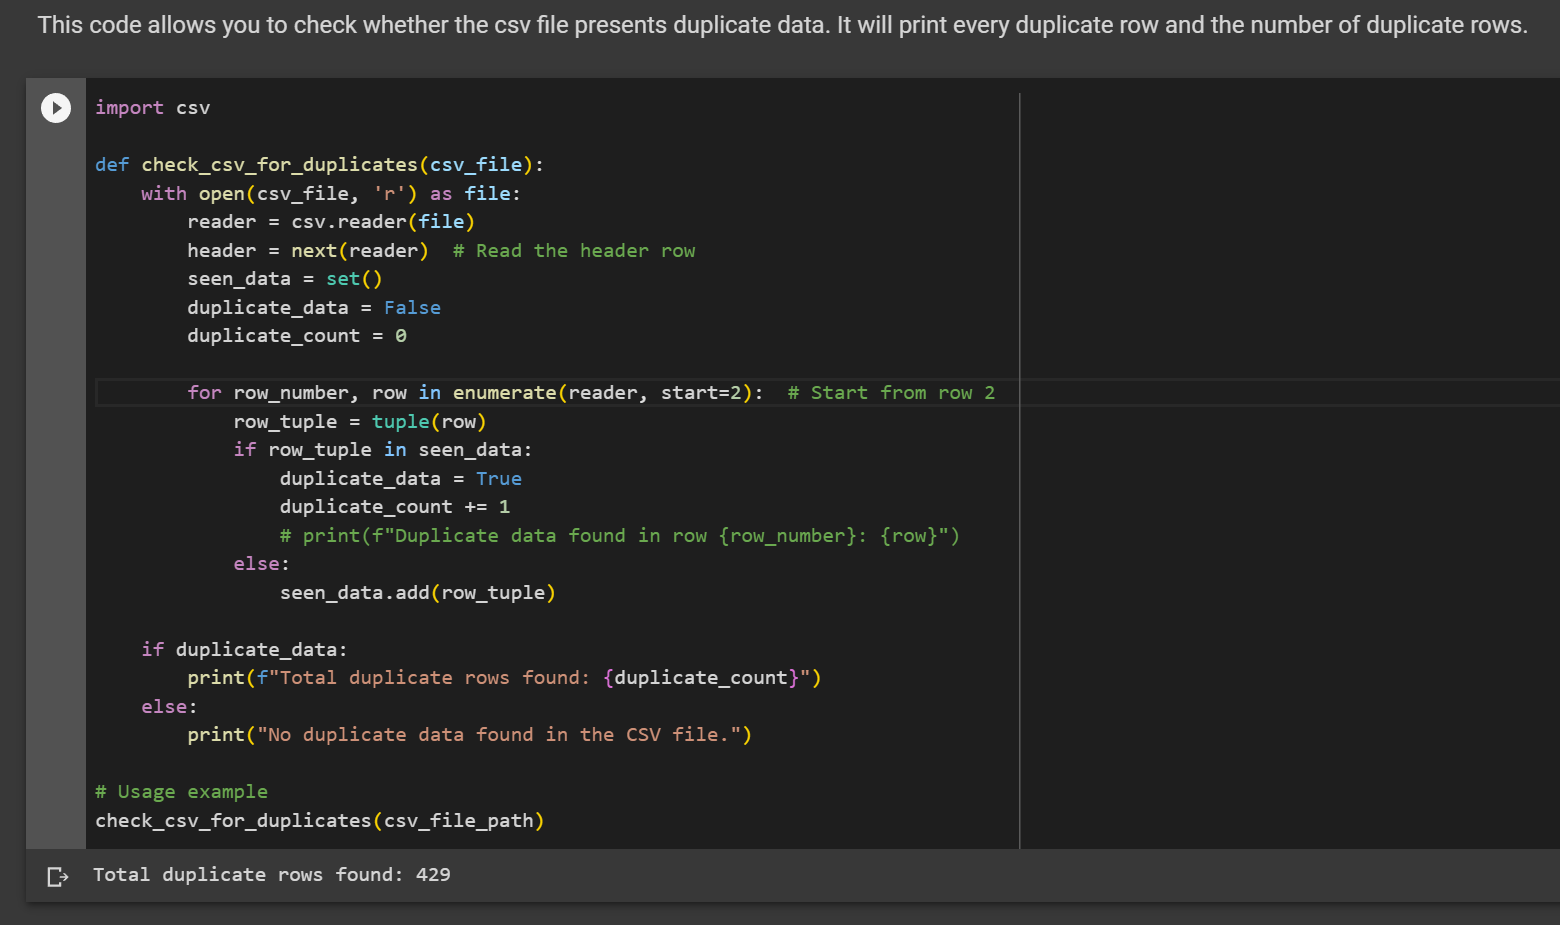 This code allows you to check whether the csv file presents duplicate data. It will print every duplicate row and the number of duplicate rows.
import csv
def check_csv_for_duplicates(csv_file):
    with open(csv_file, 'r') as file:
        reader = csv.reader(file)
        header = next(reader)  # Read the header row
        seen_data = set()
        duplicate_data = False
        duplicate_count = 0
        for row_number, row in enumerate(reader, start=2):  # Start from row 2
            row_tuple = tuple(row)
            if row_tuple in seen_data:
                duplicate_data = True
                duplicate_count += 1
                # print(f"Duplicate data found in row {row_number}: {row}")
            else:
                seen_data.add(row_tuple)
    if duplicate_data:
        print(f"Total duplicate rows found: {duplicate_count}")
    else:
        print("No duplicate data found in the CSV file.")
# Usage example
check_csv_for_duplicates(csv_file_path)
Total duplicate rows found: 429